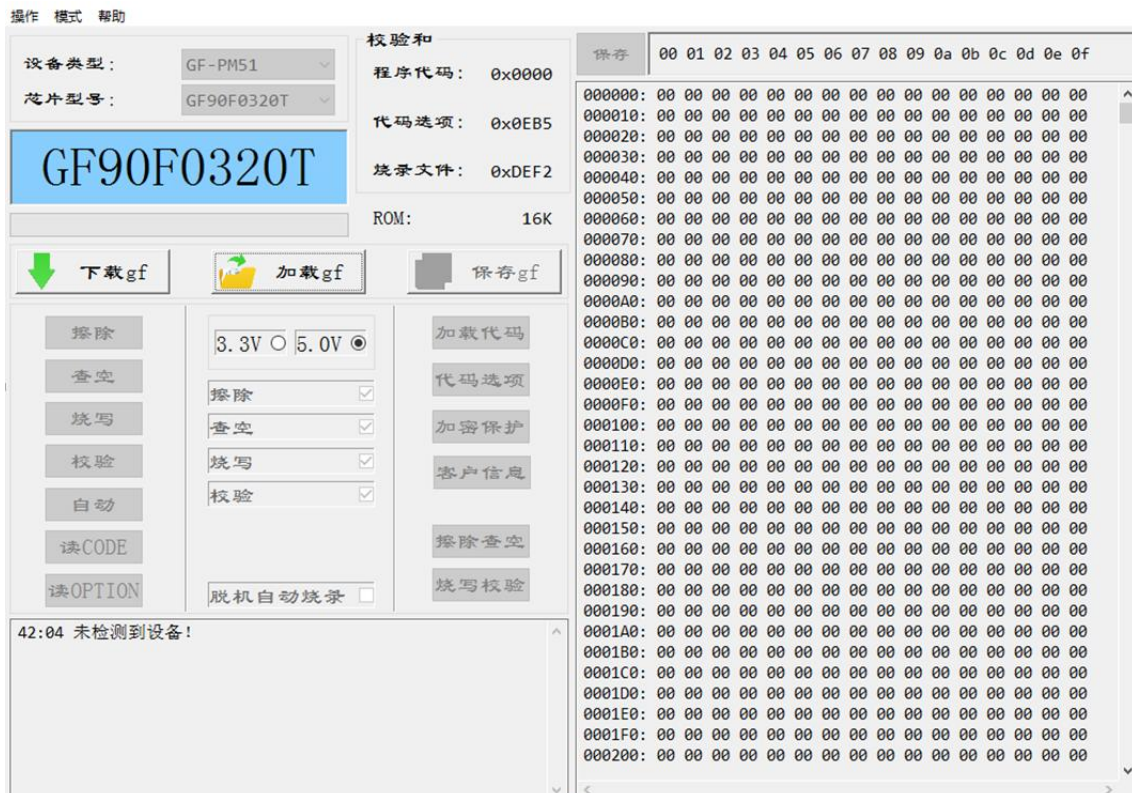 操作 模式 帮助
设备类型: GF-PM51
芯片型号: GF90F0320T
GF90F0320T
校验和
程序代码: 0x0000
代码选项: 0x0EB5
烧录文件: 0xDEF2
ROM: 16K
下载gf 加载gf 保存gf
擦除
查空
烧写
校验
自动
读CODE
读OPTION
3.3V 5.0V
擦除
查空
烧写
校验
脱机自动烧录
加载代码
代码选项
加密保护
客户信息
擦除查空
烧写校验
42:04 未检测到设备!
保存 00 01 02 03 04 05 06 07 08 09 0a 0b 0c 0d 0e 0f
000000: 00 00 00 00 00 00 00 00 00 00 00 00 00 00 00 00
000010: 00 00 00 00 00 00 00 00 00 00 00 00 00 00 00 00
000020: 00 00 00 00 00 00 00 00 00 00 00 00 00 00 00 00
000030: 00 00 00 00 00 00 00 00 00 00 00 00 00 00 00 00
000040: 00 00 00 00 00 00 00 00 00 00 00 00 00 00 00 00
000050: 00 00 00 00 00 00 00 00 00 00 00 00 00 00 00 00
000060: 00 00 00 00 00 00 00 00 00 00 00 00 00 00 00 00
000070: 00 00 00 00 00 00 00 00 00 00 00 00 00 00 00 00
000080: 00 00 00 00 00 00 00 00 00 00 00 00 00 00 00 00
000090: 00 00 00 00 00 00 00 00 00 00 00 00 00 00 00 00
0000A0: 00 00 00 00 00 00 00 00 00 00 00 00 00 00 00 00
0000B0: 00 00 00 00 00 00 00 00 00 00 00 00 00 00 00 00
0000C0: 00 00 00 00 00 00 00 00 00 00 00 00 00 00 00 00
0000D0: 00 00 00 00 00 00 00 00 00 00 00 00 00 00 00 00
0000E0: 00 00 00 00 00 00 00 00 00 00 00 00 00 00 00 00
0000F0: 00 00 00 00 00 00 00 00 00 00 00 00 00 00 00 00
000100: 00 00 00 00 00 00 00 00 00 00 00 00 00 00 00 00
000110: 00 00 00 00 00 00 00 00 00 00 00 00 00 00 00 00
000120: 00 00 00 00 00 00 00 00 00 00 00 00 00 00 00 00
000130: 00 00 00 00 00 00 00 00 00 00 00 00 00 00 00 00
000140: 00 00 00 00 00 00 00 00 00 00 00 00 00 00 00 00
000150: 00 00 00 00 00 00 00 00 00 00 00 00 00 00 00 00
000160: 00 00 00 00 00 00 00 00 00 00 00 00 00 00 00 00
000170: 00 00 00 00 00 00 00 00 00 00 00 00 00 00 00 00
000180: 00 00 00 00 00 00 00 00 00 00 00 00 00 00 00 00
000190: 00 00 00 00 00 00 00 00 00 00 00 00 00 00 00 00
0001A0: 00 00 00 00 00 00 00 00 00 00 00 00 00 00 00 00
0001B0: 00 00 00 00 00 00 00 00 00 00 00 00 00 00 00 00
0001C0: 00 00 00 00 00 00 00 00 00 00 00 00 00 00 00 00
0001D0: 00 00 00 00 00 00 00 00 00 00 00 00 00 00 00 00
0001E0: 00 00 00 00 00 00 00 00 00 00 00 00 00 00 00 00
0001F0: 00 00 00 00 00 00 00 00 00 00 00 00 00 00 00 00
000200: 00 00 00 00 00 00 00 00 00 00 00 00 00 00 00 00